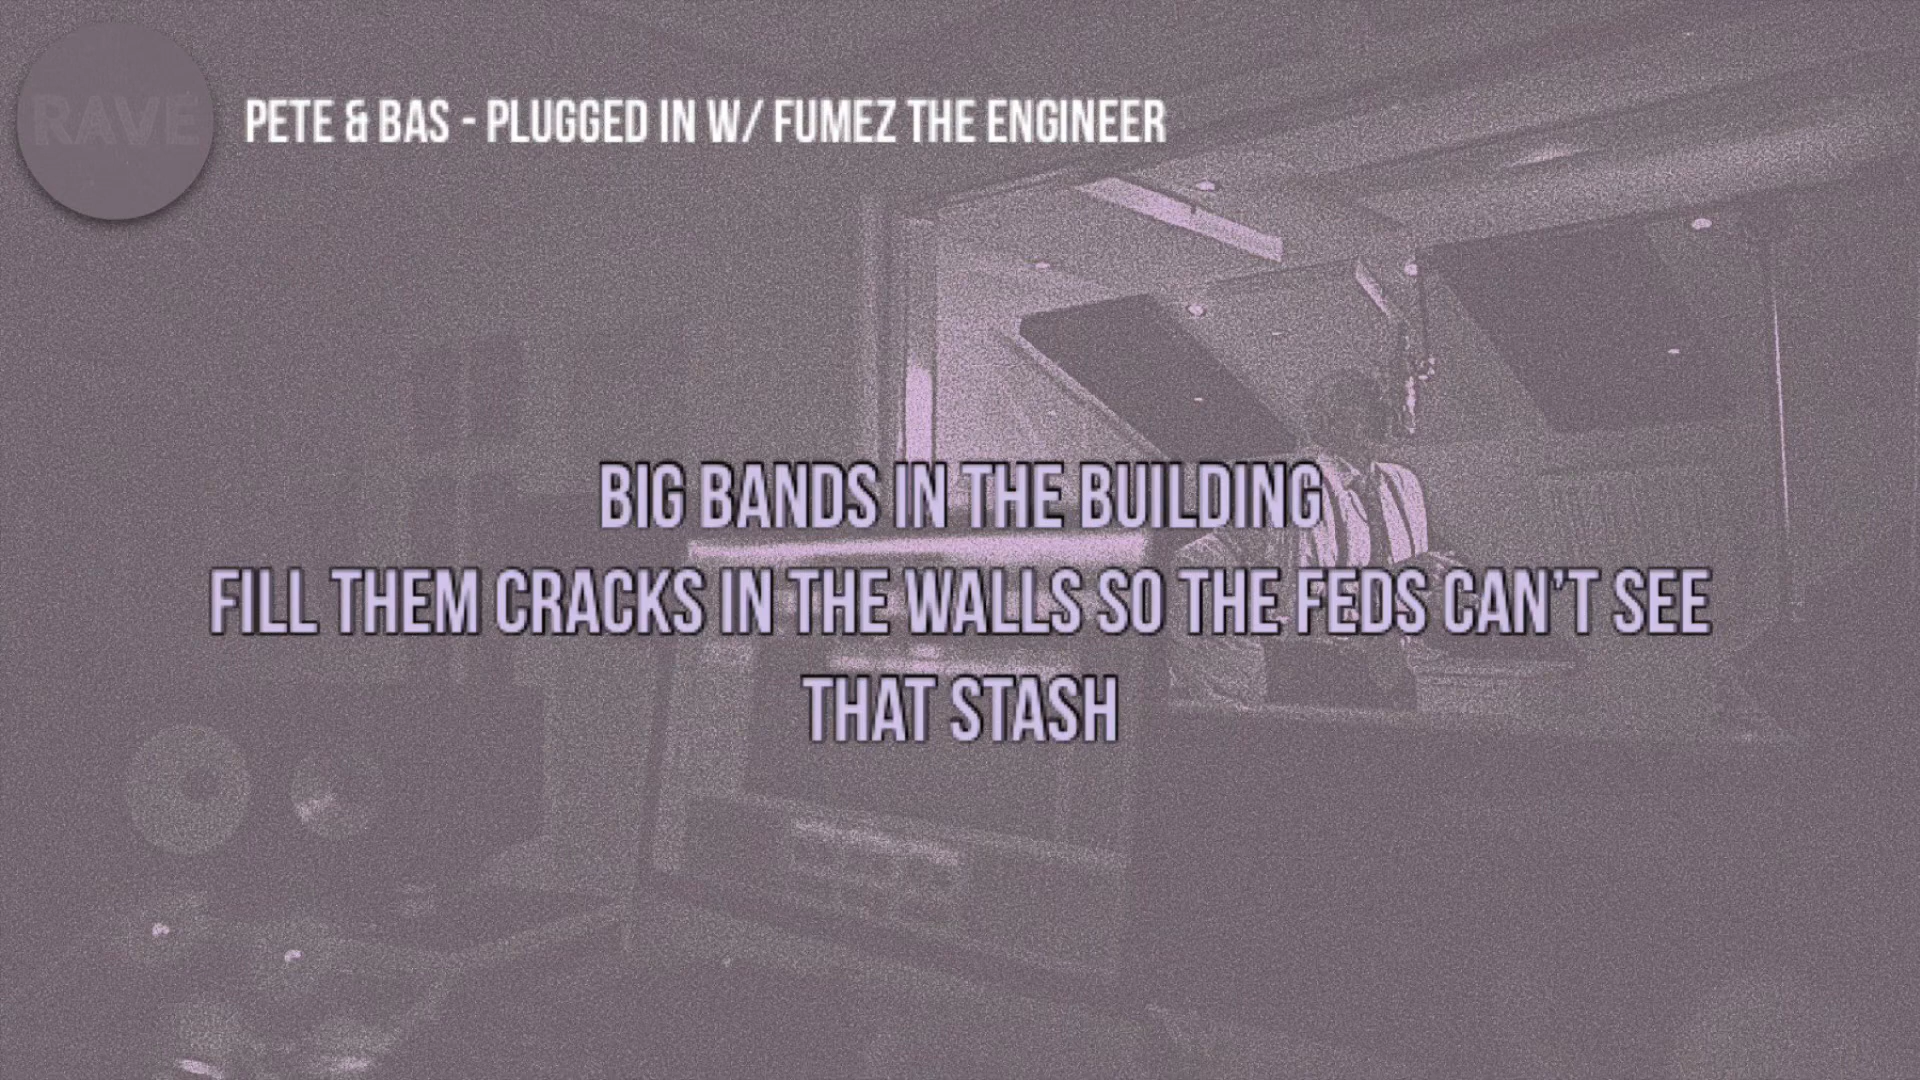 RAVE
PETE & BAS - PLUGGED IN W/ FUMEZ THE ENGINEER
BIG BANDS IN THE BUILDING
FILL THEM CRACKS IN THE WALLS SO THE FEDS CAN'T SEE
THAT STASH